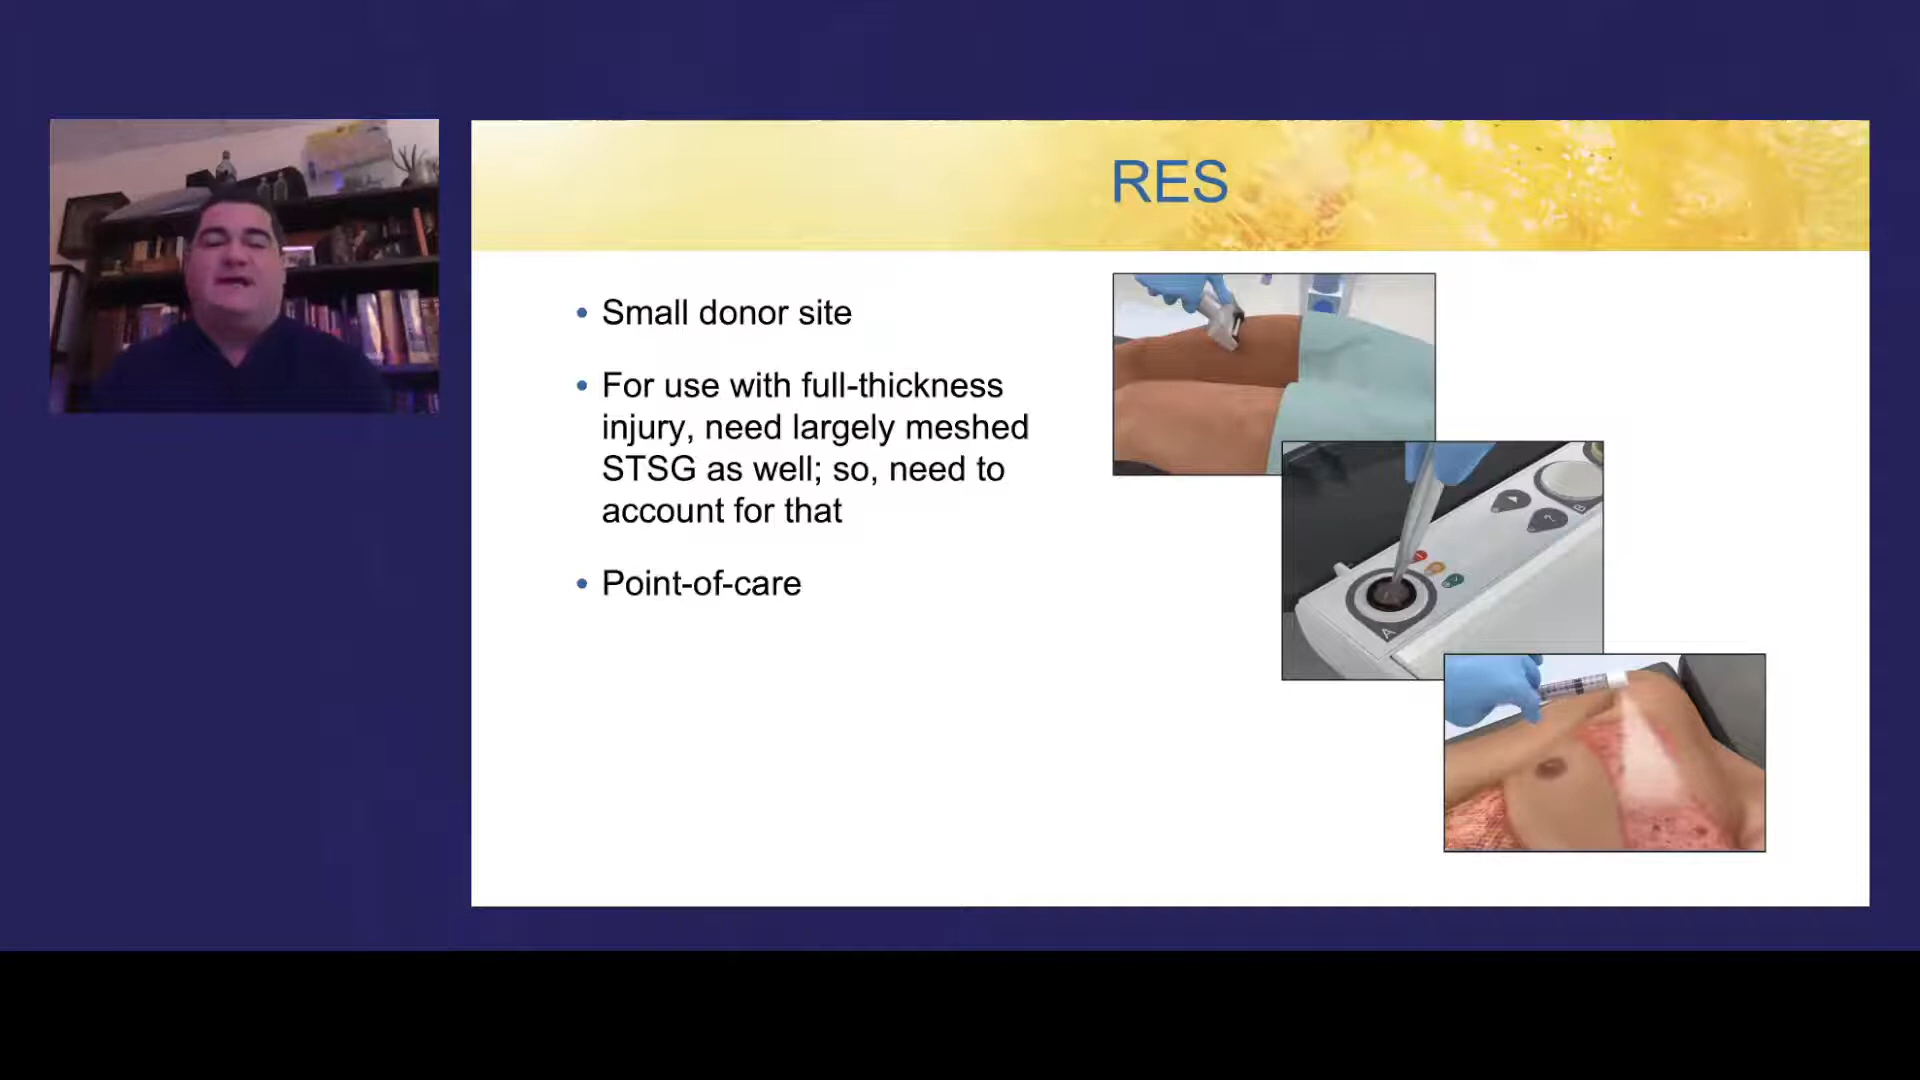 RES
• Small donor site
• For use with full-thickness
injury, need largely meshed
STSG as well; so, need to
account for that
• Point-of-care
A